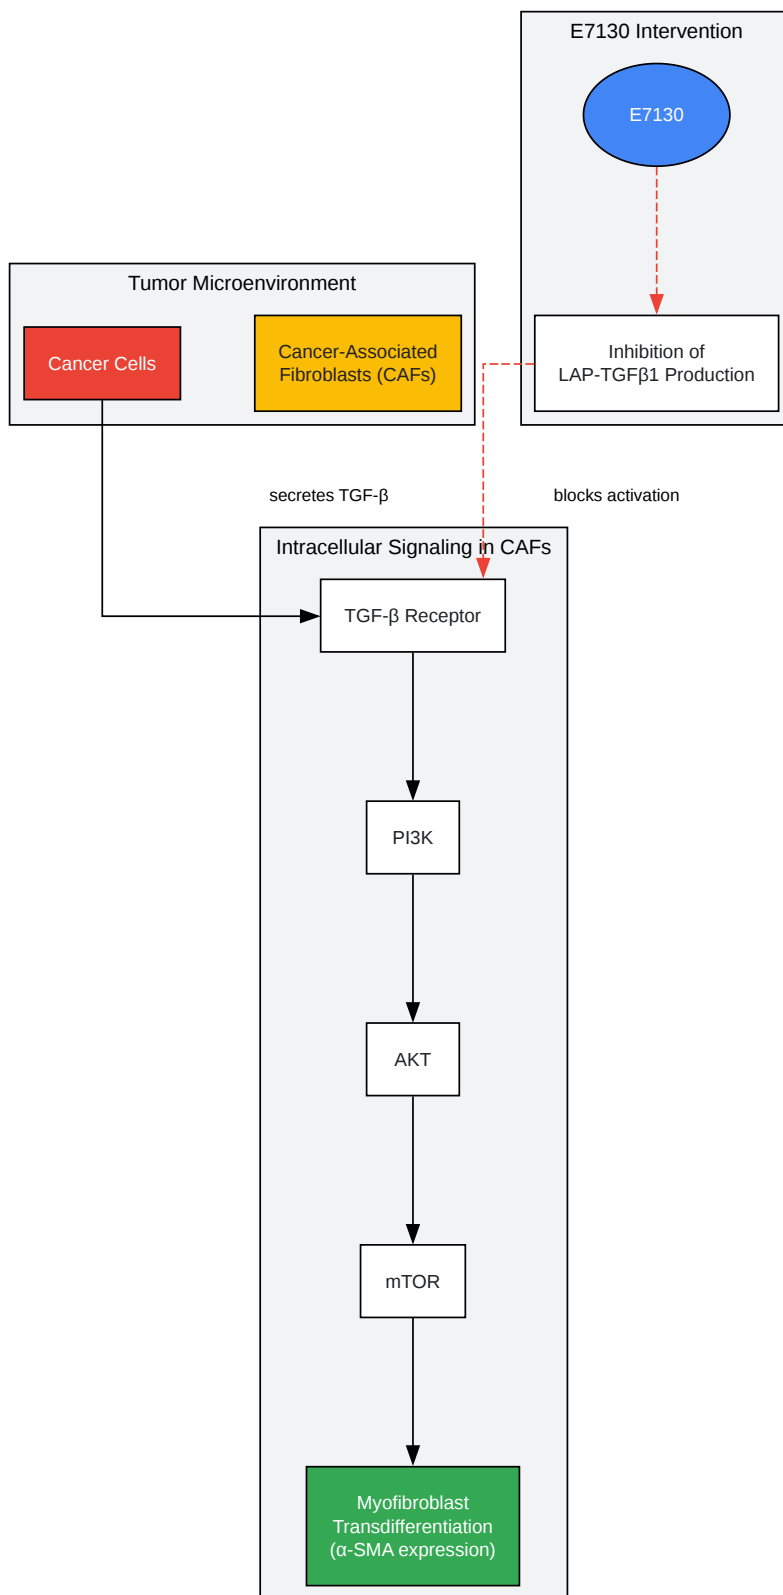 E7130 Intervention
E7130
Tumor Microenvironment
Cancer Cells
Cancer-Associated
Fibroblasts (CAFs)
Inhibition of
LAP-TGFβ1 Production
secretes TGF-β
blocks activation
Intracellular Signaling in CAFs
TGF-β Receptor
PI3K
AKT
mTOR
Myofibroblast
Transdifferentiation
(α-SMA expression)